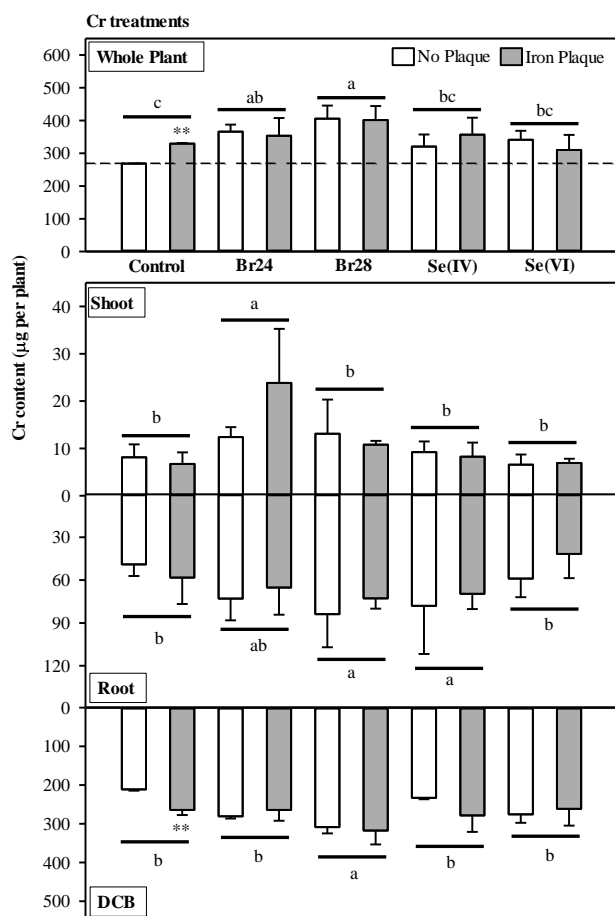 Cr treatments
Whole Plant
No Plaque
Iron Plaque
600
500
400
300
200
100
0
c
**
ab
a
bc
bc
Control
Br24
Br28
Se(IV)
Se(VI)
Cr content (µg per plant)
Shoot
40
30
20
10
0
b
a
b
b
b
30
60
90
120
b
ab
a
a
b
Root
0
100
200
300
400
500
**
b
b
a
b
b
DCB